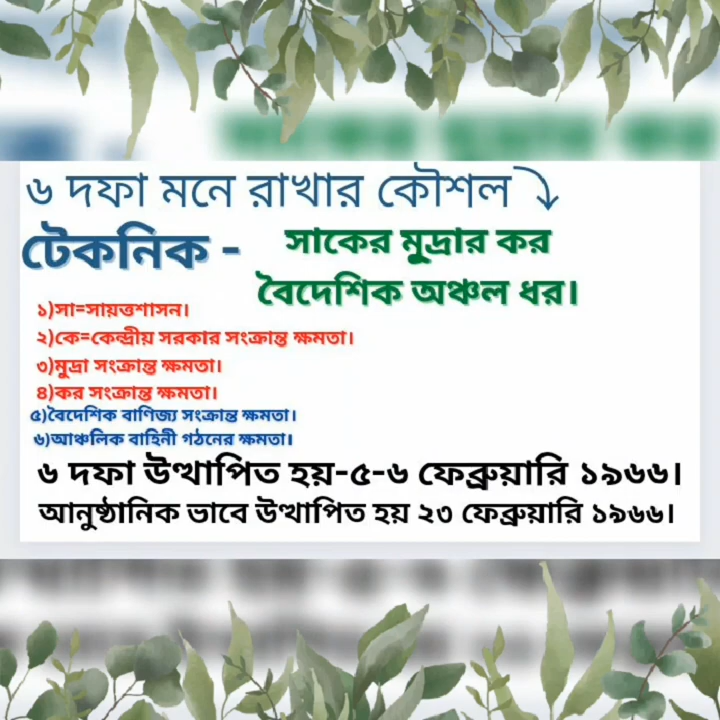 ৬ দফা মনে রাখার কৌশল
টেকনিক - সাকের মুদ্রার কর
বৈদেশিক অঞ্চল ধর।
১)সা=সায়ত্তশাসন।
২)কে=কেন্দ্রীয় সরকার সংক্রান্ত ক্ষমতা।
৩)মুদ্রা সংক্রান্ত ক্ষমতা।
৪)কর সংক্রান্ত ক্ষমতা।
৫)বৈদেশিক বাণিজ্য সংক্রান্ত ক্ষমতা।
৬)আঞ্চলিক বাহিনী গঠনের ক্ষমতা।
৬ দফা উত্থাপিত হয়-৫-৬ ফেব্রুয়ারি ১৯৬৬।
আনুষ্ঠানিক ভাবে উত্থাপিত হয় ২৩ ফেব্রুয়ারি ১৯৬৬।